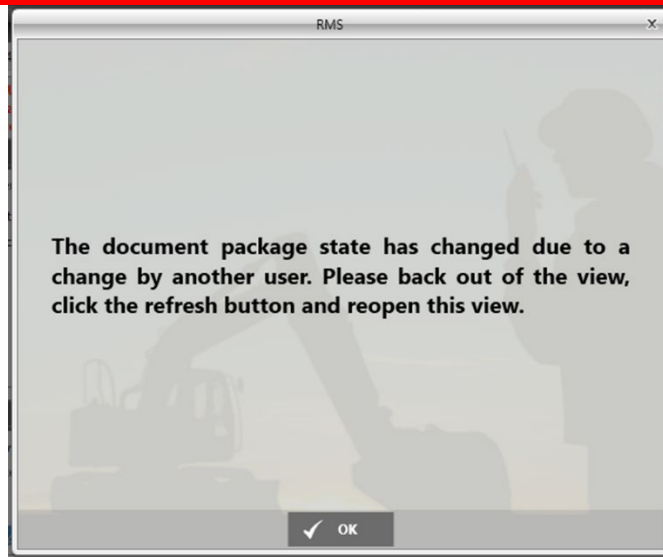 RMS
x
The document package state has changed due to a
change by another user. Please back out of the view,
click the refresh button and reopen this view.
OK